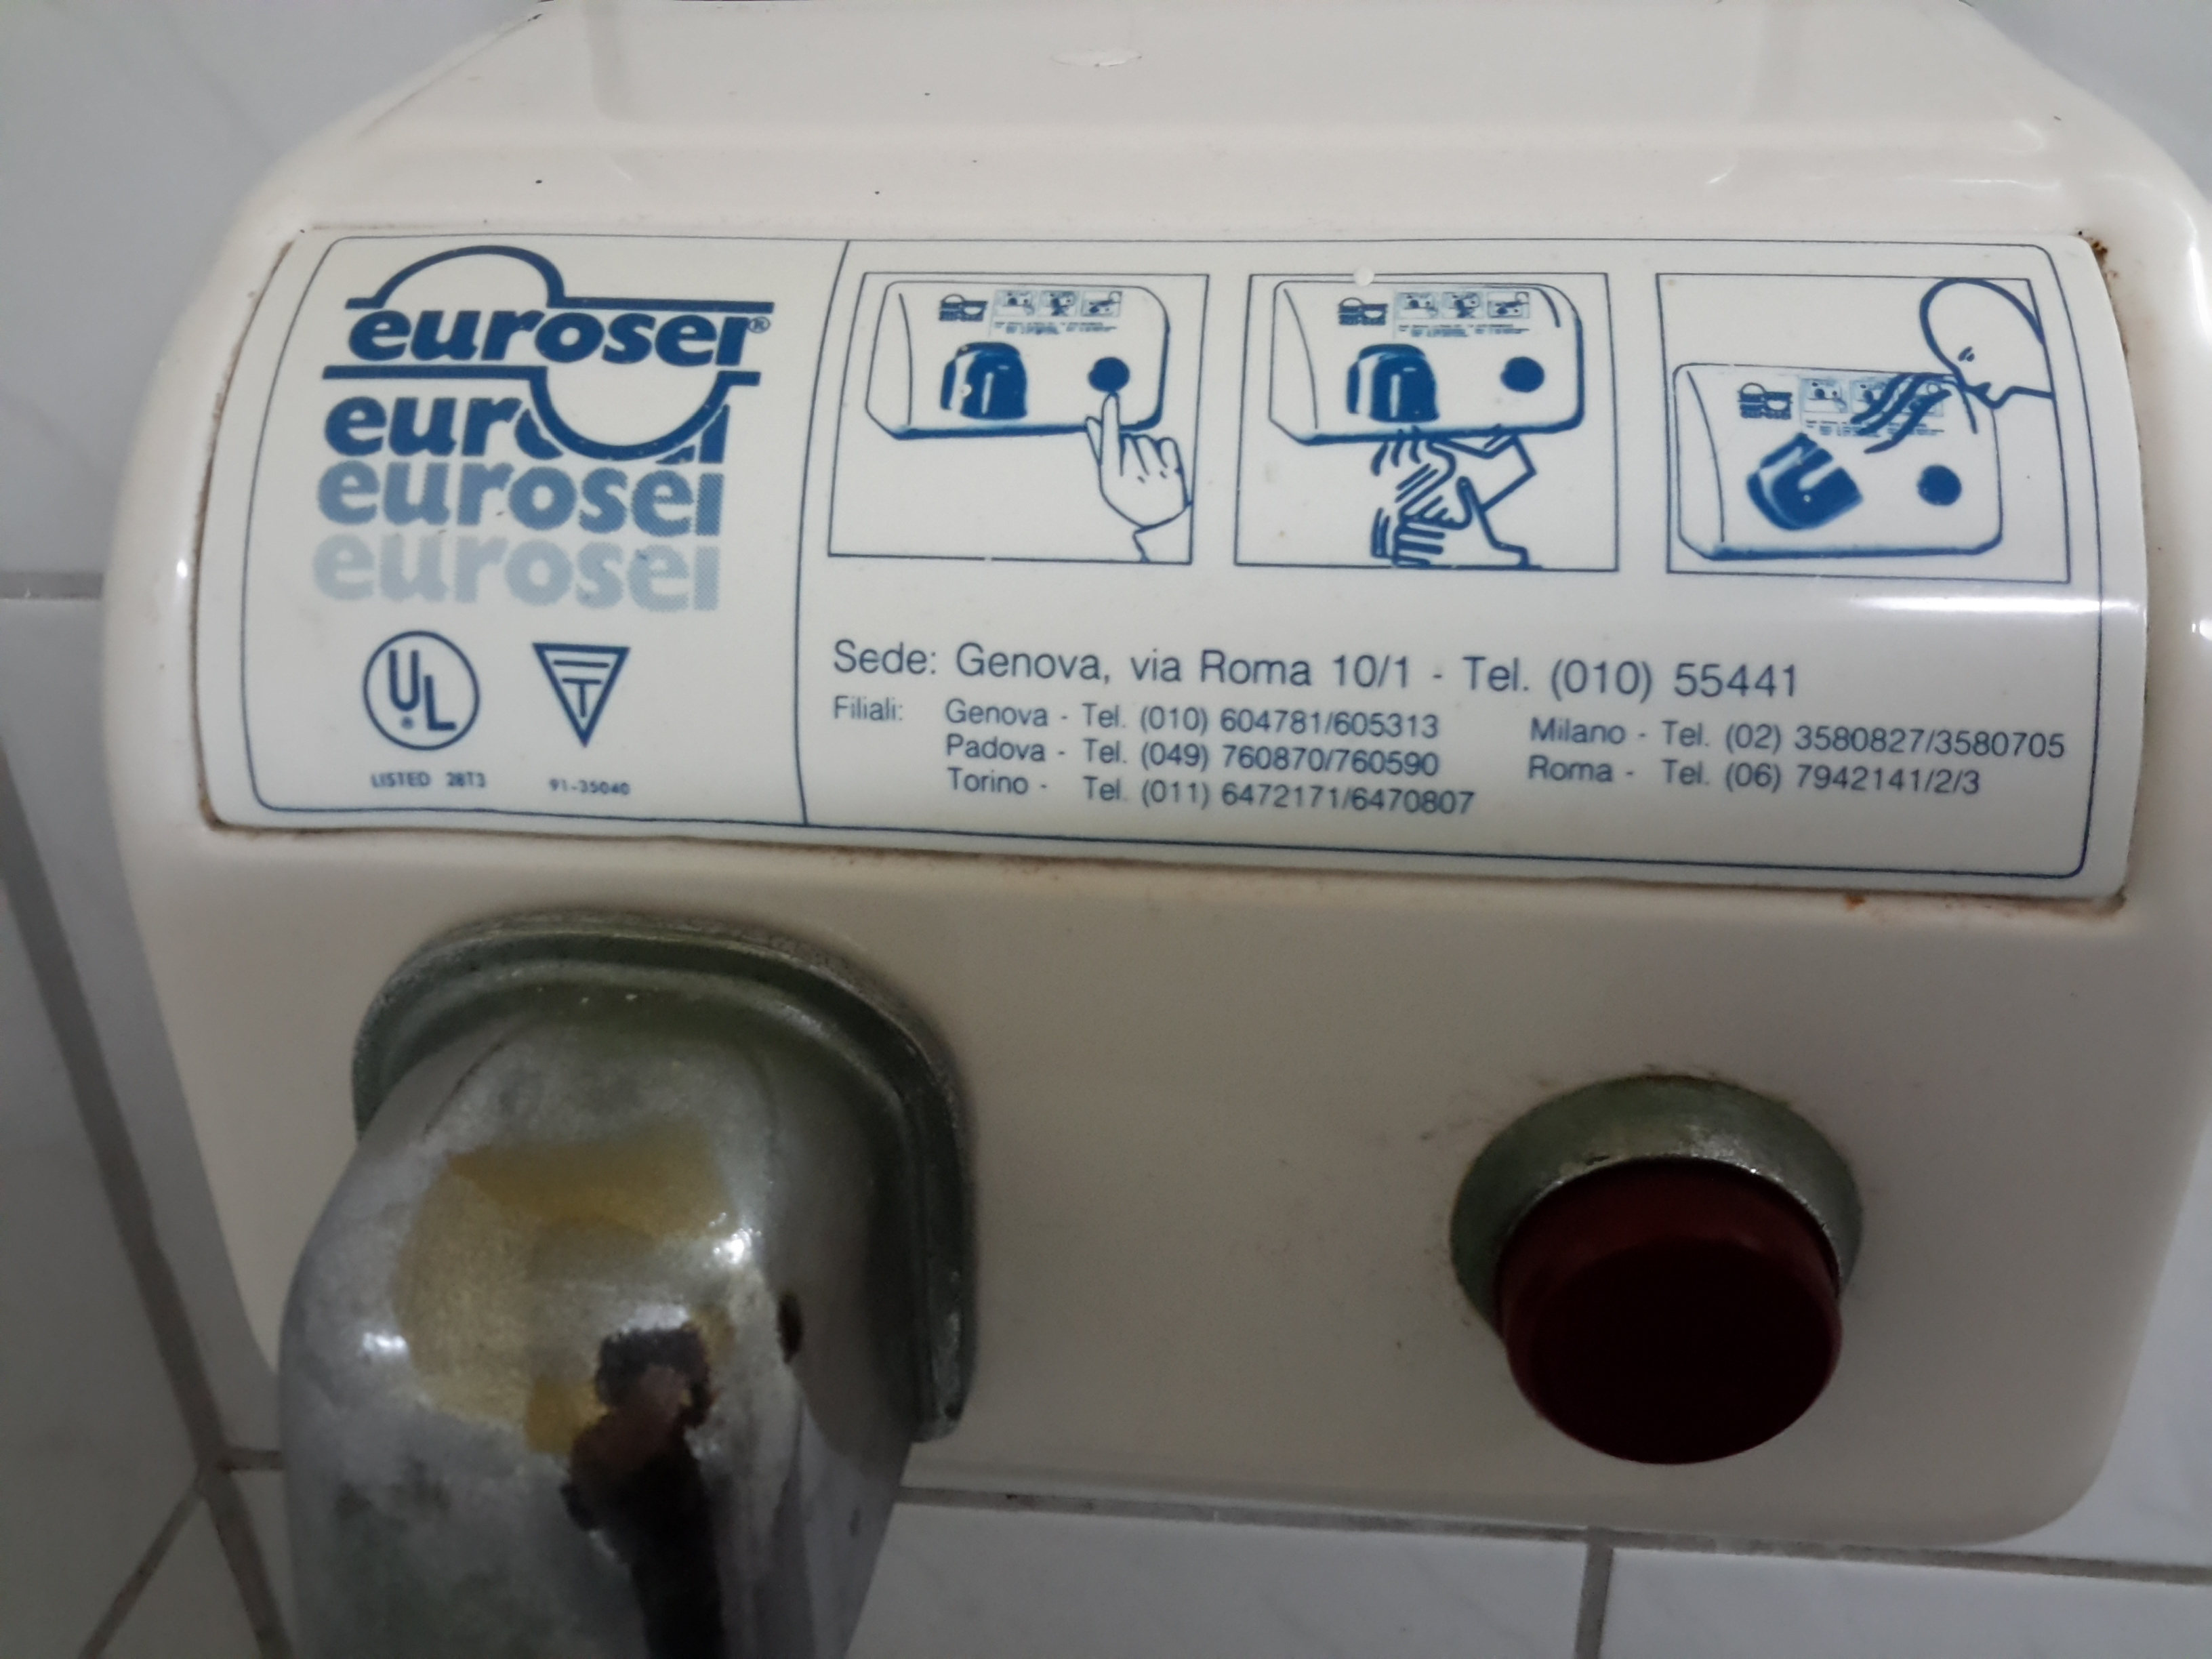 eurosei®
eurosei
eurosei
UL
®
LISTED 28T3
T
91-35040
Sede: Genova, via Roma 10/1 - Tel. (010) 55441
Filiali: Genova - Tel. (010) 604781/605313
Padova - Tel. (049) 760870/760590
Torino - Tel. (011) 6472171/6470807
Milano - Tel. (02) 3580827/3580705
Roma - Tel. (06) 7942141/2/3